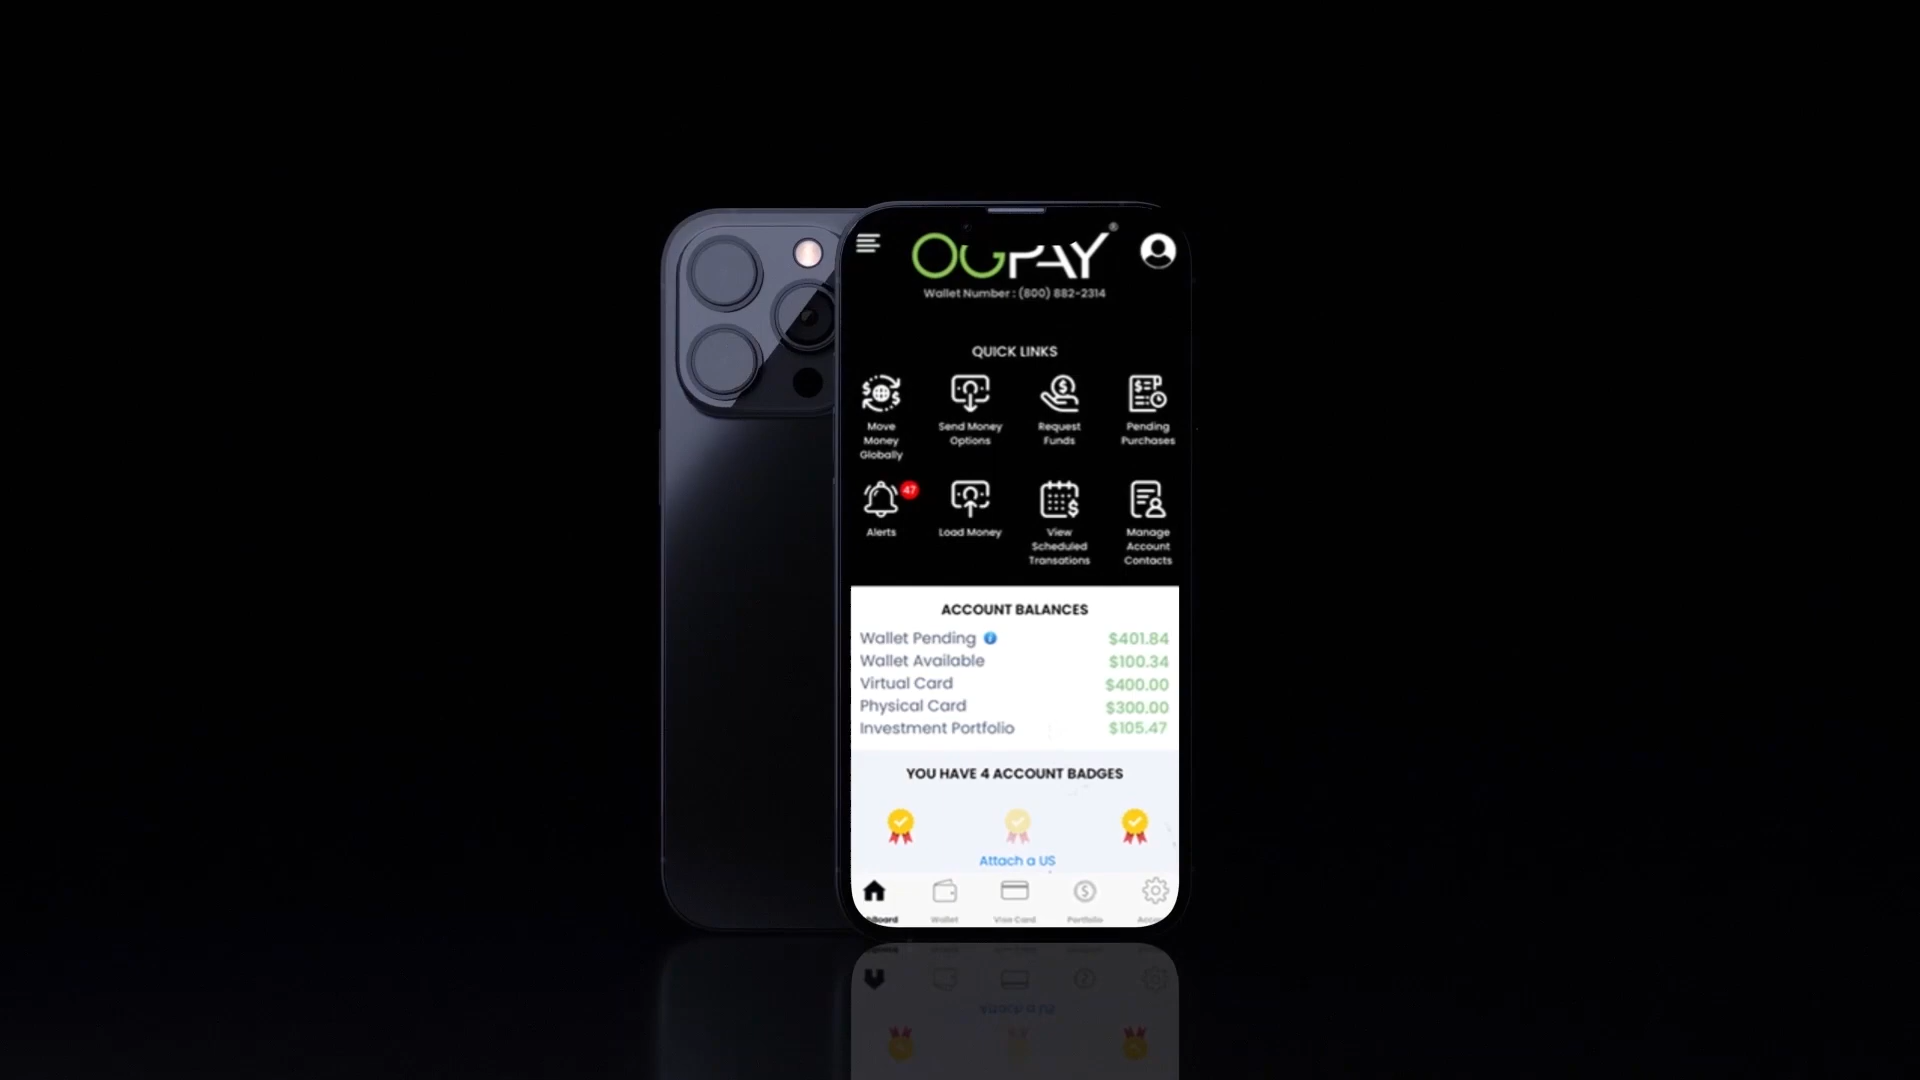 OUPAY®
Wallet Number : (800) 882-2314
QUICK LINKS
Move Money Globally
Send Money Options
Request Funds
Pending Purchases
47
Alerts
Load Money
View Scheduled Transations
Manage Account Contacts
ACCOUNT BALANCES
Wallet Pending $401.84
Wallet Available $100.34
Virtual Card $400.00
Physical Card $300.00
Investment Portfolio $105.47
YOU HAVE 4 ACCOUNT BADGES
Attach a US
Wallet
Visa Card
Portfolio